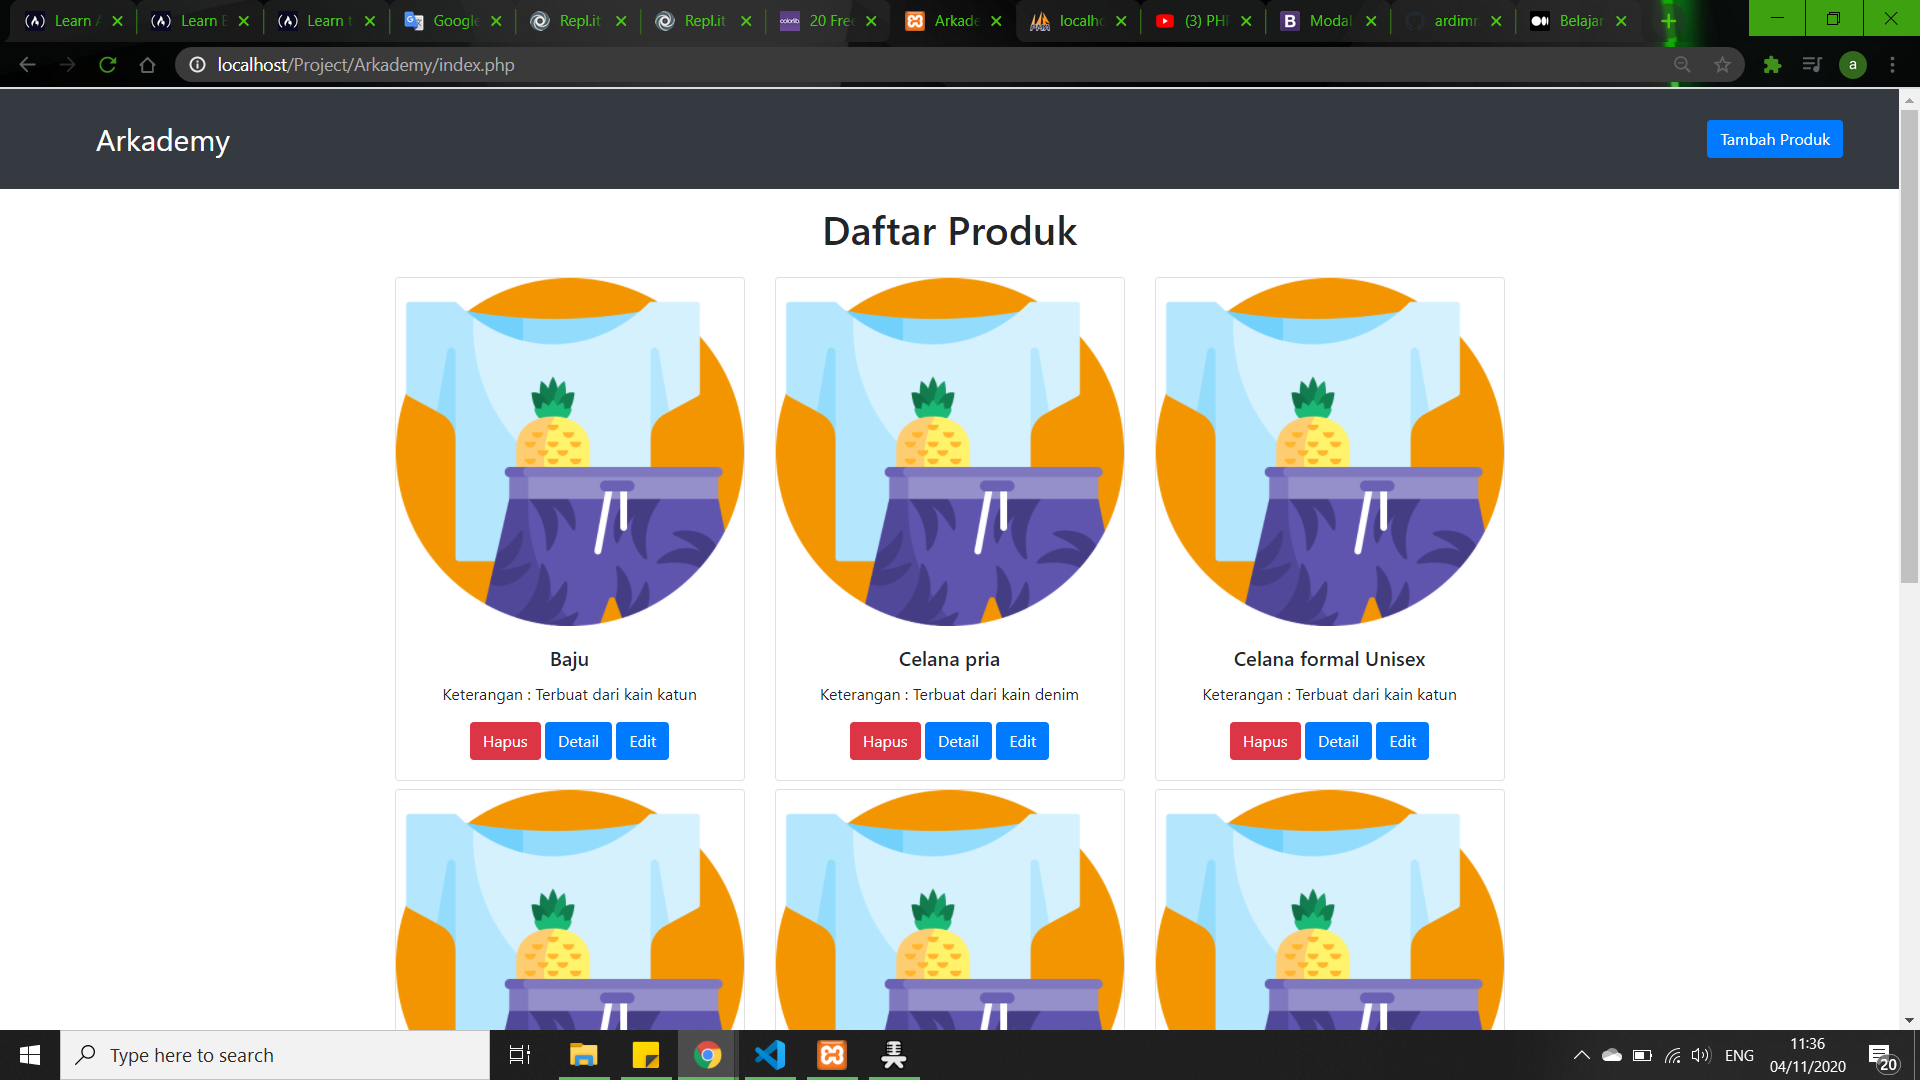 Learn A
Learn B
Learn t
Google
Repl.it
Repl.it
20 Free
Arkade
localho
(3) PHP
Modal
ardimr
Belajar
localhost/Project/Arkademy/index.php
a
Arkademy
Tambah Produk
Daftar Produk
Baju
Keterangan : Terbuat dari kain katun
Hapus Detail Edit
Celana pria
Keterangan : Terbuat dari kain denim
Hapus Detail Edit
Celana formal Unisex
Keterangan : Terbuat dari kain katun
Hapus Detail Edit
Type here to search
ENG
11:36
04/11/2020
20